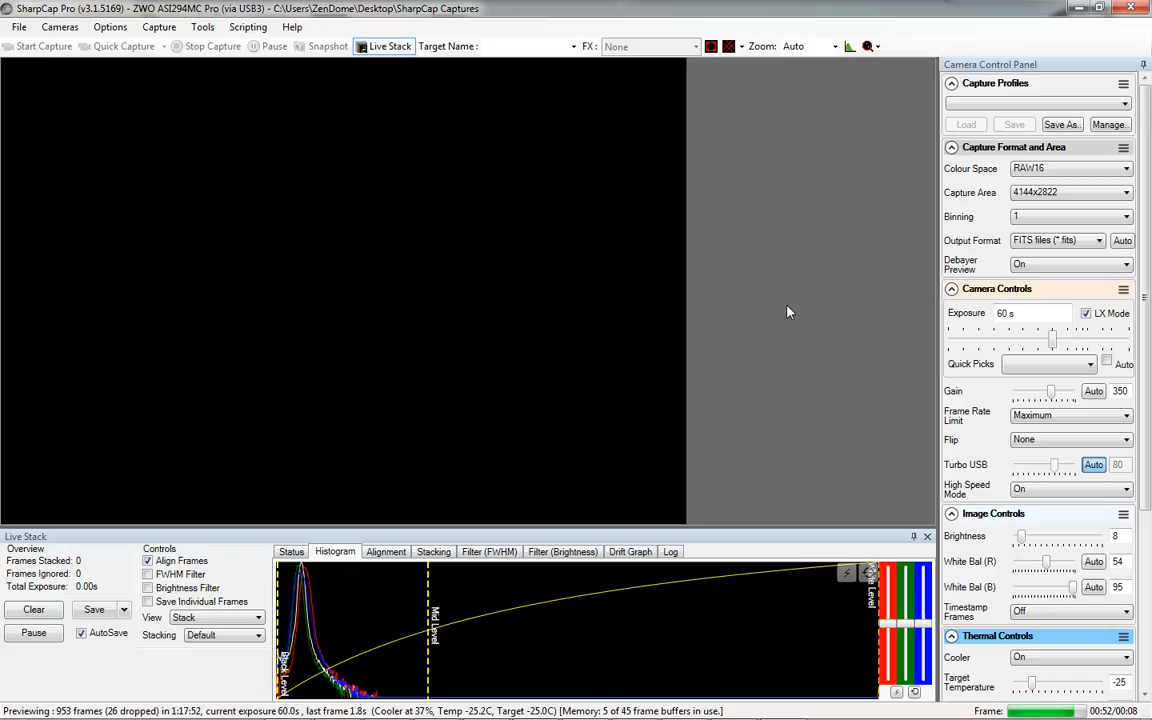 SharpCap Pro (v3.1.5169) - ZWO ASI294MC Pro (via USB3) - C:\Users\ZenDome\Desktop\SharpCap Captures
File Cameras Options Capture Tools Scripting Help
Start Capture Quick Capture Stop Capture Pause Snapshot Live Stack Target Name : FX : None Zoom: Auto
Camera Control Panel
Capture Profiles
Load Save Save As.. Manage..
Capture Format and Area
Colour Space RAW16
Capture Area 4144x2822
Binning 1
Output Format FITS files (*.fits) Auto
Debayer Preview On
Camera Controls
Exposure 60 s LX Mode
Quick Picks Auto
Gain Auto 350
Frame Rate Limit Maximum
Flip None
Turbo USB Auto 80
High Speed Mode On
Image Controls
Brightness 8
White Bal (R) Auto 54
White Bal (B) Auto 95
Timestamp Frames Off
Thermal Controls
Cooler On
Target Temperature -25
Live Stack
Overview
Frames Stacked: 0
Frames Ignored: 0
Total Exposure: 0.00s
Clear Save
Pause AutoSave
Controls
Align Frames
FWHM Filter
Brightness Filter
Save Individual Frames
View Stack
Stacking Default
Status Histogram Alignment Stacking Filter (FWHM) Filter (Brightness) Drift Graph Log
Black Level
Mid Level
White Level
Previewing : 953 frames (26 dropped) in 1:17:52, current exposure 60.0s , last frame 1.8s (Cooler at 37%, Temp -25.2C, Target -25.0C) [Memory: 5 of 45 frame buffers in use.] Frame: 00:52/00:08